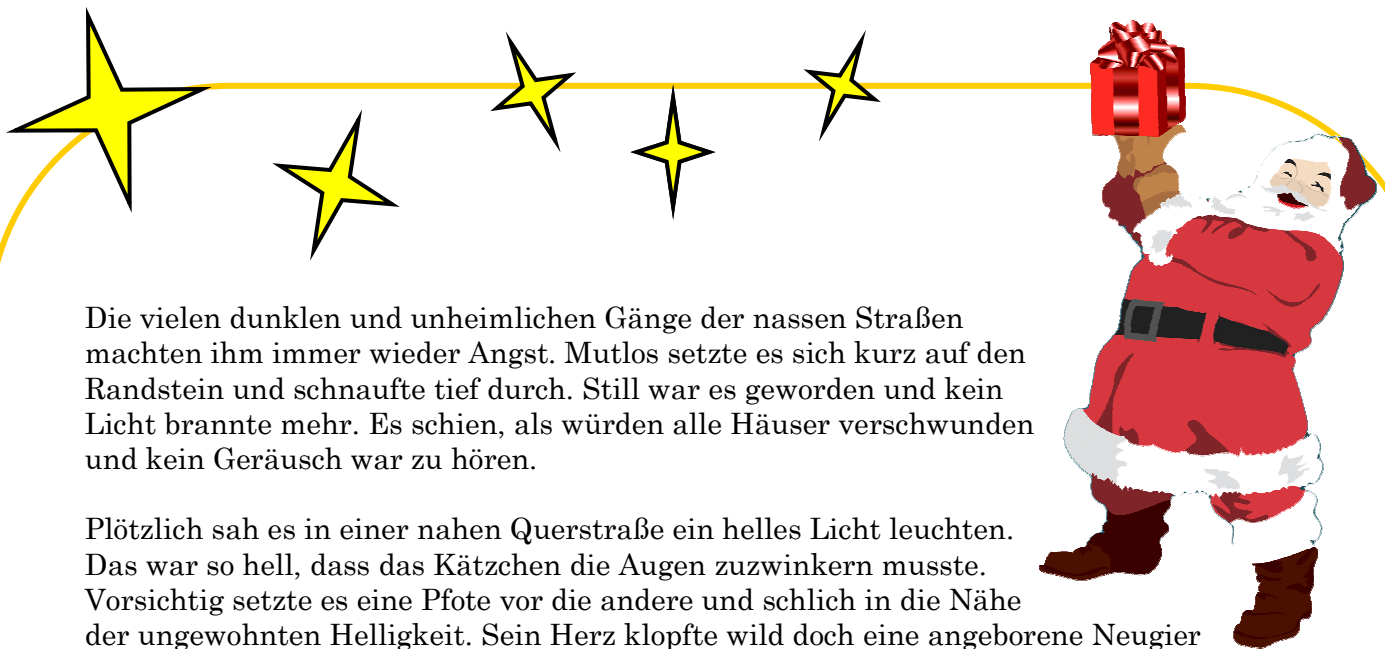 Die vielen dunklen und unheimlichen Gänge der nassen Straßen
machten ihm immer wieder Angst. Mutlos setzte es sich kurz auf den
Randstein und schnaufte tief durch. Still war es geworden und kein
Licht brannte mehr. Es schien, als würden alle Häuser verschwunden
und kein Geräusch war zu hören.
Plötzlich sah es in einer nahen Querstraße ein helles Licht leuchten.
Das war so hell, dass das Kätzchen die Augen zuzwinkern musste.
Vorsichtig setzte es eine Pfote vor die andere und schlich in die Nähe
der ungewohnten Helligkeit. Sein Herz klopfte wild doch eine angeborene Neugier